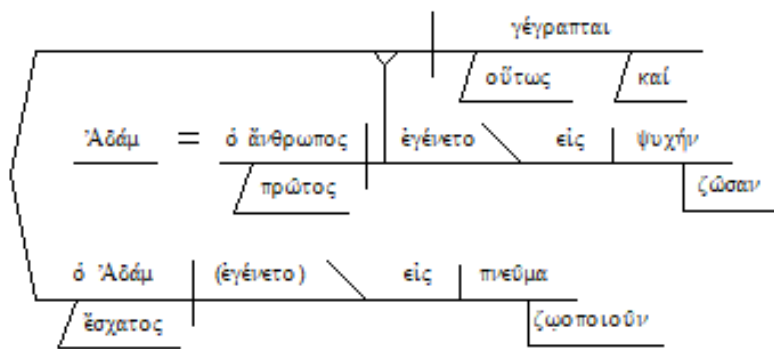 γέγραπται
οὕτως καί
Ἀδάμ = ὁ ἄνθρωπος ἐγένετο εἰς ψυχήν
πρῶτος ζῶσαν
ὁ Ἀδάμ (ἐγένετο) εἰς πνεῦμα
ἔσχατος ζῳοποιοῦν